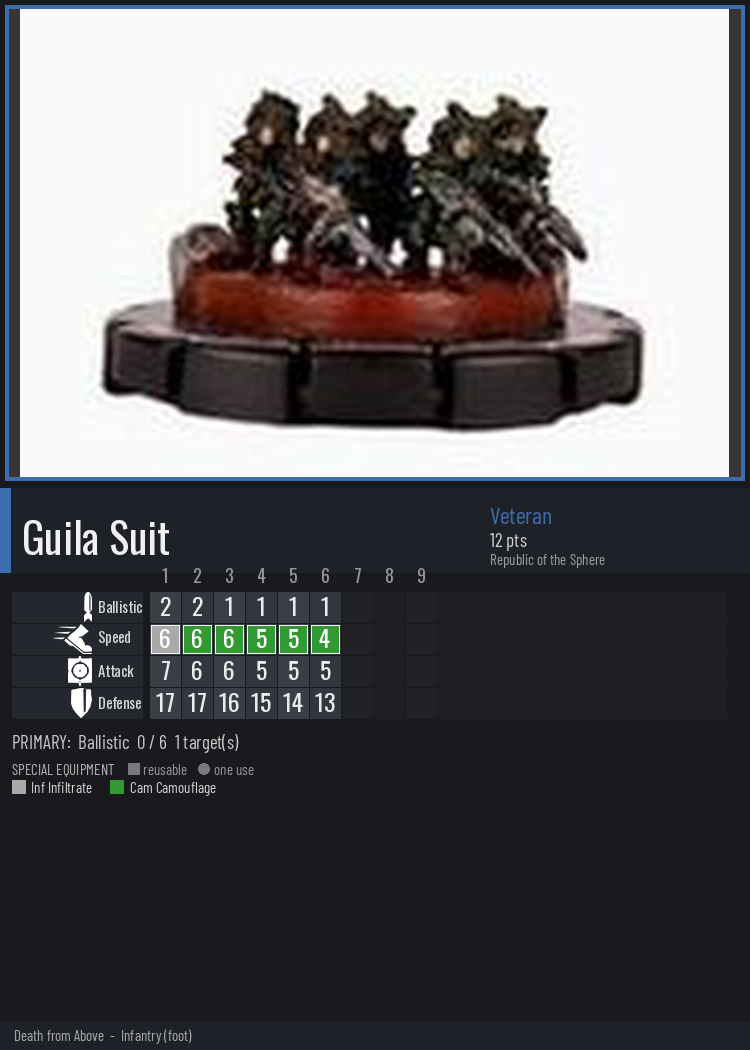 Guila Suit
Veteran
12 pts
Republic of the Sphere
1 2 3 4 5 6 7 8 9
Ballistic 2 2 1 1 1 1
Speed 6 6 6 5 5 4
Attack 7 6 6 5 5 5
Defense 17 17 16 15 14 13
PRIMARY: Ballistic 0 / 6 1 target(s)
SPECIAL EQUIPMENT reusable one use
Inf Infiltrate Cam Camouflage
Death from Above - Infantry (foot)